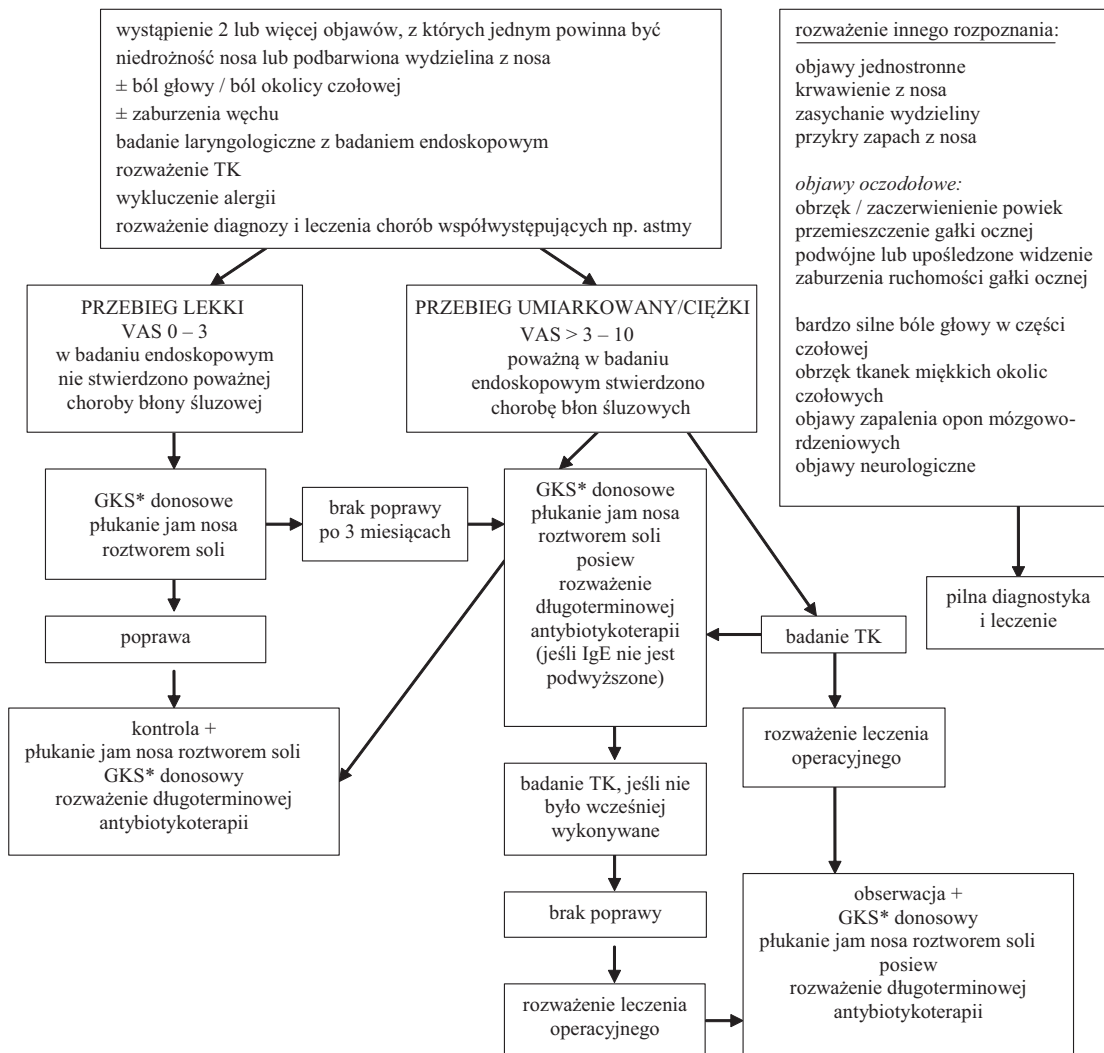 wystąpienie 2 lub więcej objawów, z których jednym powinna być
niedrożność nosa lub podbarwiona wydzielina z nosa
± ból głowy / ból okolicy czołowej
± zaburzenia węchu
badanie laryngologiczne z badaniem endoskopowym
rozważenie TK
wykluczenie alergii
rozważenie diagnozy i leczenia chorób współwystępujących np. astmy
rozważenie innego rozpoznania:
objawy jednostronne
krwawienie z nosa
zasychanie wydzieliny
przykry zapach z nosa
objawy oczodołowe:
obrzęk / zaczerwienienie powiek
przemieszczenie gałki ocznej
podwójne lub upośledzone widzenie
zaburzenia ruchomości gałki ocznej
bardzo silne bóle głowy w części
czołowej
obrzęk tkanek miękkich okolic
czołowych
objawy zapalenia opon mózgowo-
rdzeniowych
objawy neurologiczne
PRZEBIEG LEKKI
VAS 0 – 3
w badaniu endoskopowym
nie stwierdzono poważnej
choroby błony śluzowej
PRZEBIEG UMIARKOWANY/CIĘŻKI
VAS > 3 – 10
poważną w badaniu
endoskopowym stwierdzono
chorobę błon śluzowych
GKS* donosowe
płukanie jam nosa
roztworem soli
brak poprawy
po 3 miesiącach
GKS* donosowe
płukanie jam nosa
roztworem soli
posiew
rozważenie
długoterminowej
antybiotykoterapii
(jeśli IgE nie jest
podwyższone)
pilna diagnostyka
i leczenie
poprawa
badanie TK
kontrola +
płukanie jam nosa roztworem soli
GKS* donosowy
rozważenie długoterminowej
antybiotykoterapii
rozważenie leczenia
operacyjnego
badanie TK, jeśli nie
było wcześniej
wykonywane
brak poprawy
obserwacja +
GKS* donosowy
płukanie jam nosa roztworem soli
posiew
rozważenie długoterminowej
antybiotykoterapii
rozważenie leczenia
operacyjnego